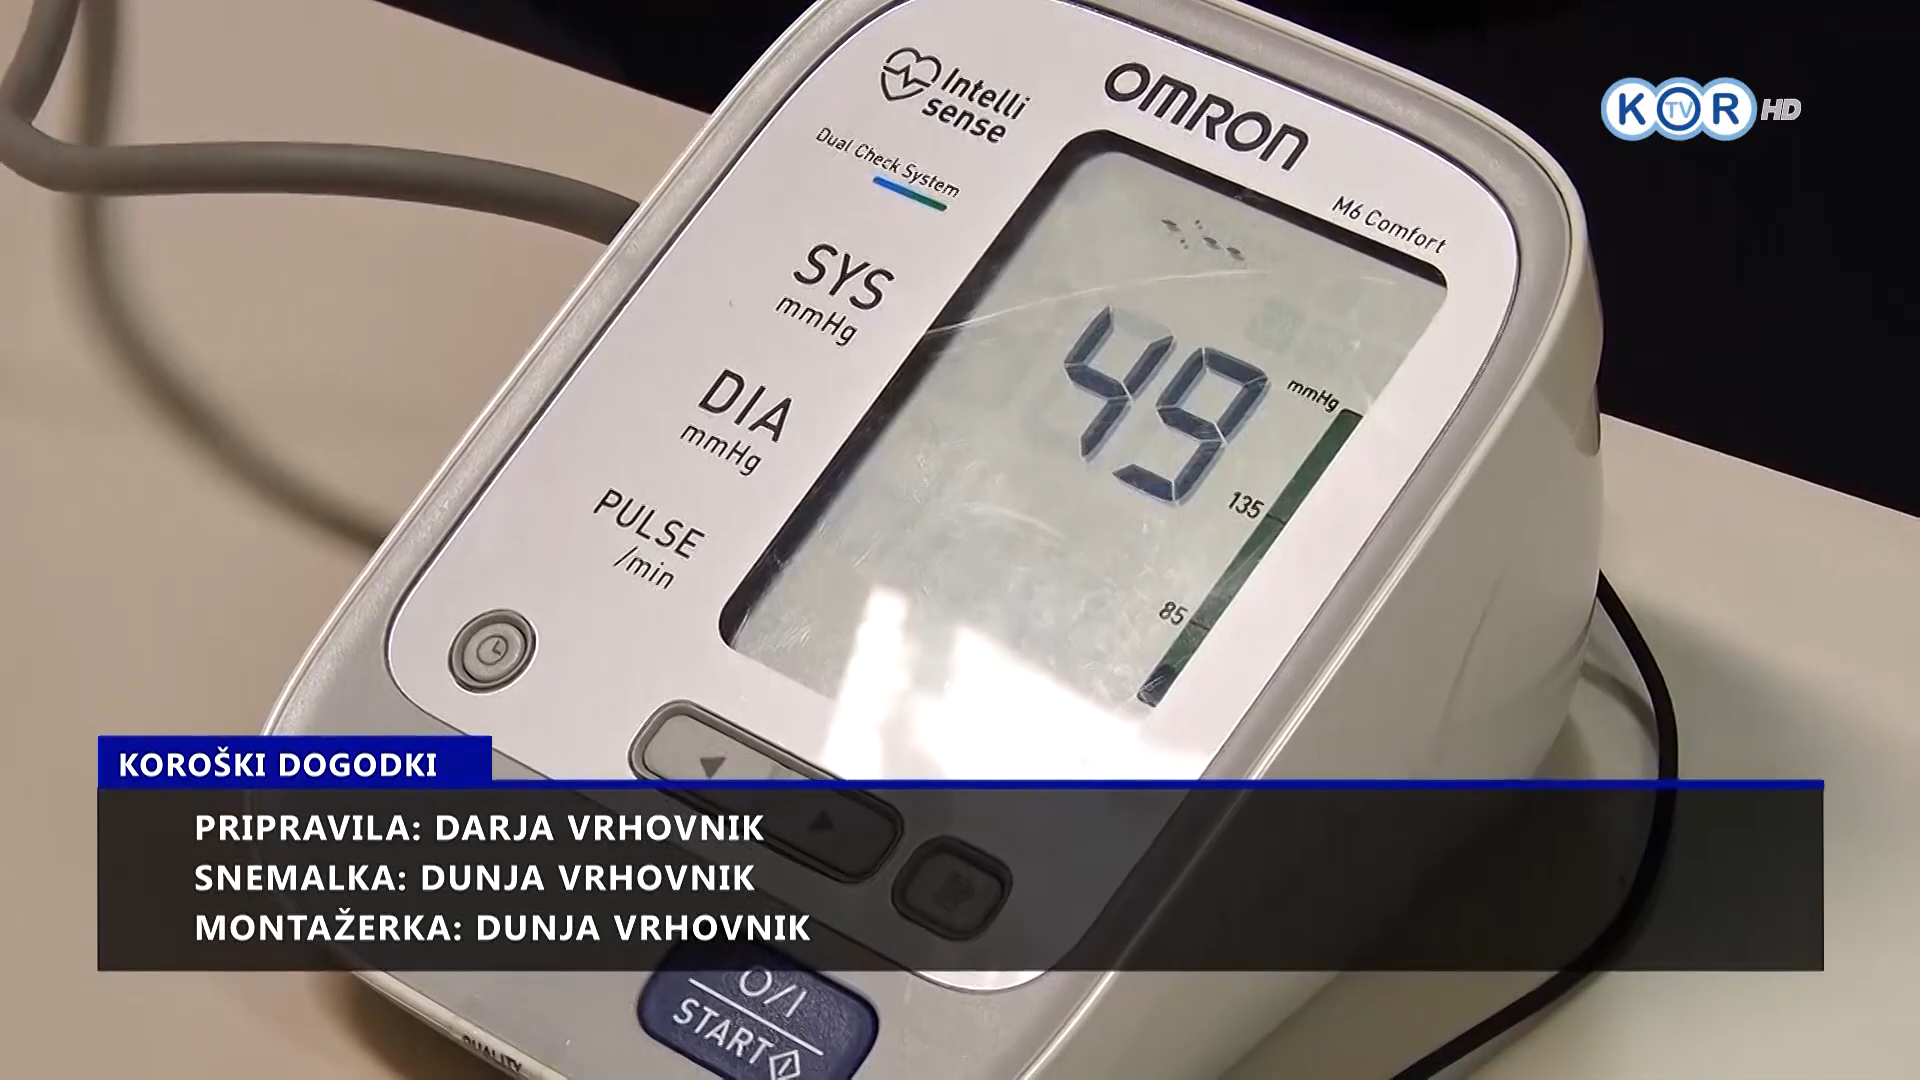 Intelli
sense
Dual Check System
OMRON
M6 Comfort
KOR TV HD
SYS
mmHg
49
mmHg
DIA
mmHg
135
PULSE
/min
85
KOROŠKI DOGODKI
PRIPRAVILA: DARJA VRHOVNIK
SNEMALKA: DUNJA VRHOVNIK
MONTAŽERKA: DUNJA VRHOVNIK
O/I
START
QUALITY